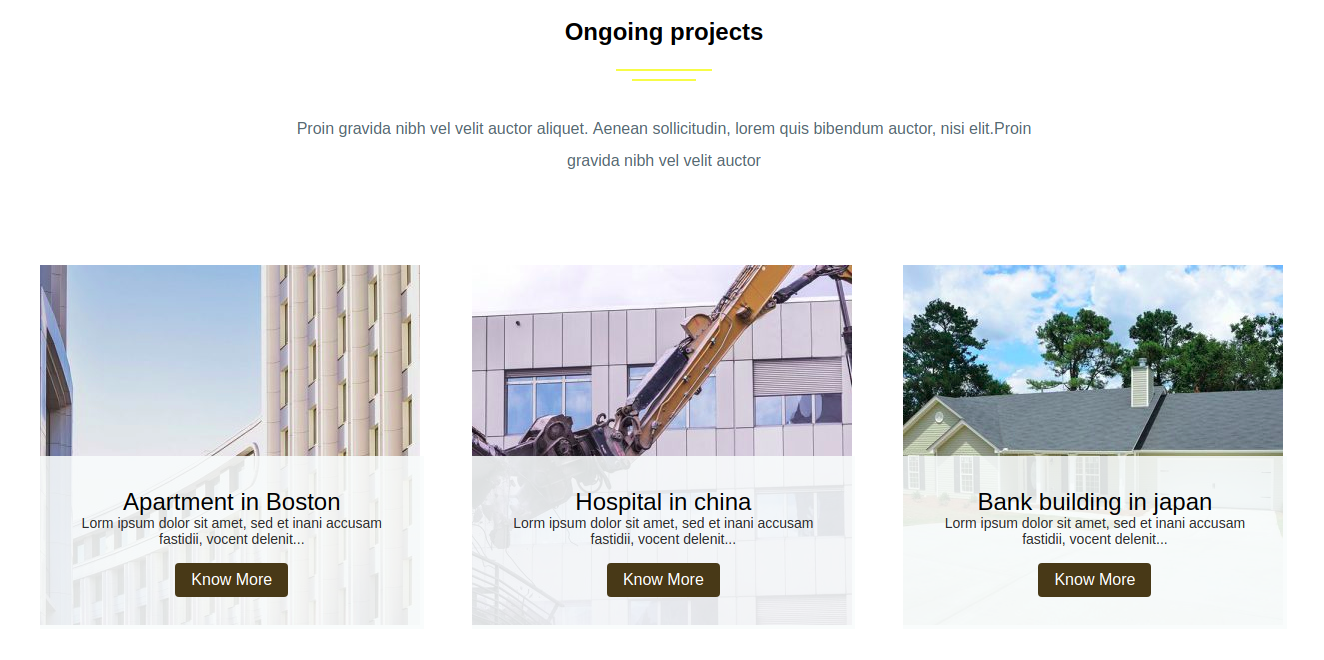 Ongoing projects
Proin gravida nibh vel velit auctor aliquet. Aenean sollicitudin, lorem quis bibendum auctor, nisi elit.Proin
gravida nibh vel velit auctor
Apartment in Boston
Lorm ipsum dolor sit amet, sed et inani accusam
fastidii, vocent delenit...
Know More
Hospital in china
Lorm ipsum dolor sit amet, sed et inani accusam
fastidii, vocent delenit...
Know More
Bank building in japan
Lorm ipsum dolor sit amet, sed et inani accusam
fastidii, vocent delenit...
Know More